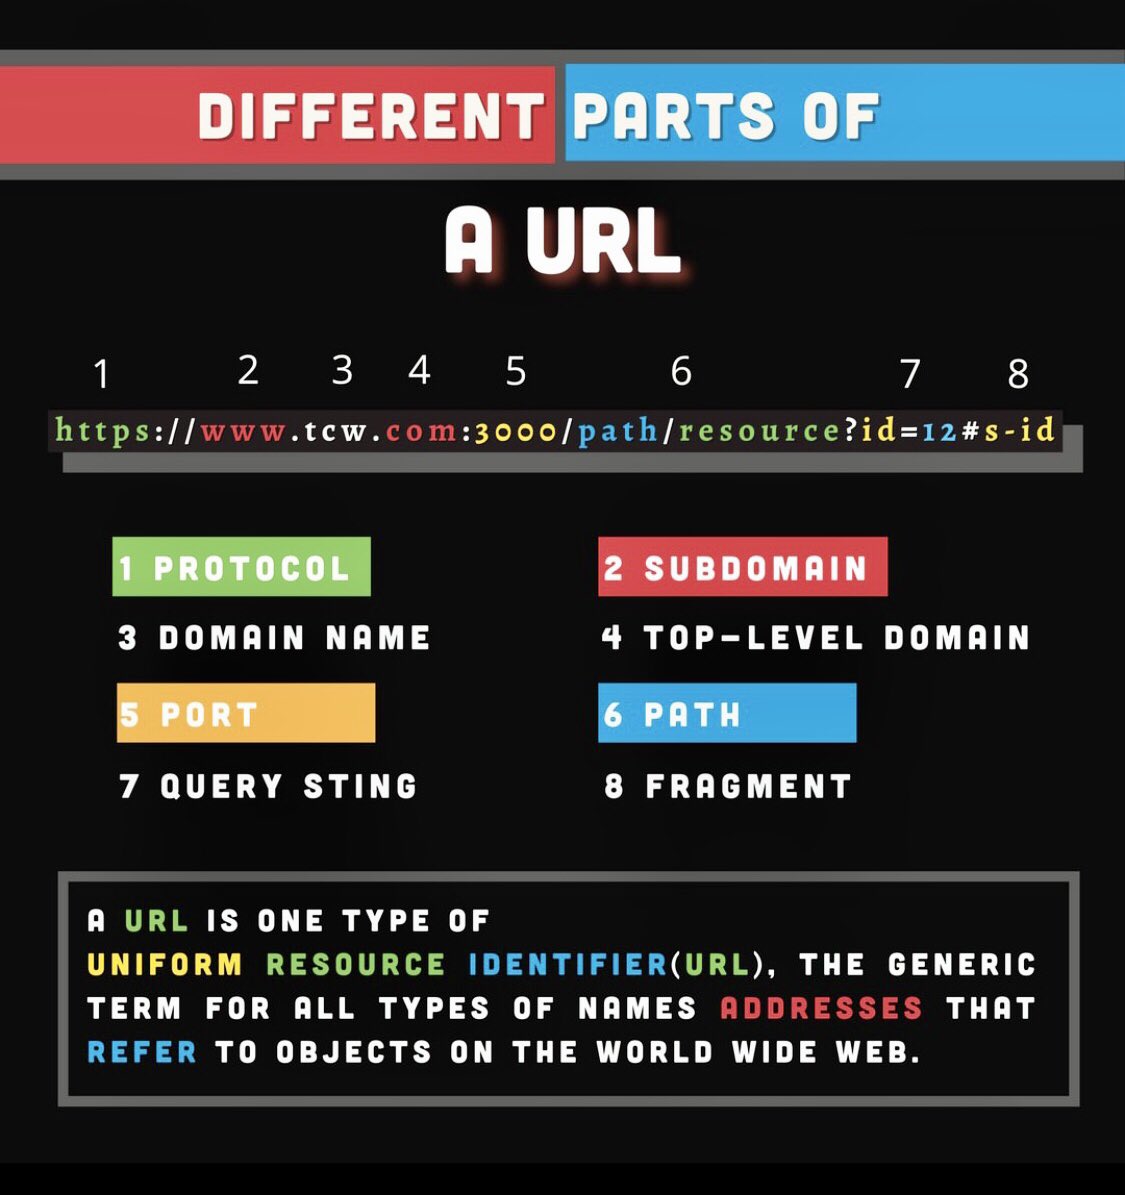 DIFFERENT PARTS OF
A URL
1 2 3 4 5 6 7 8
https://www.tcw.com:3000/path/resource?id=12#s-id
1 PROTOCOL
2 SUBDOMAIN
3 DOMAIN NAME
4 TOP-LEVEL DOMAIN
5 PORT
6 PATH
7 QUERY STING
8 FRAGMENT
A URL IS ONE TYPE OF
UNIFORM RESOURCE IDENTIFIER(URL), THE GENERIC
TERM FOR ALL TYPES OF NAMES ADDRESSES THAT
REFER TO OBJECTS ON THE WORLD WIDE WEB.